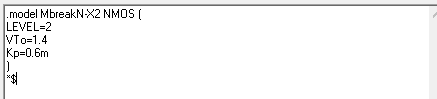 .model MbreakN-X2 NMOS (
LEVEL=2
VTo=1.4
Kp=0.6m
)
*$